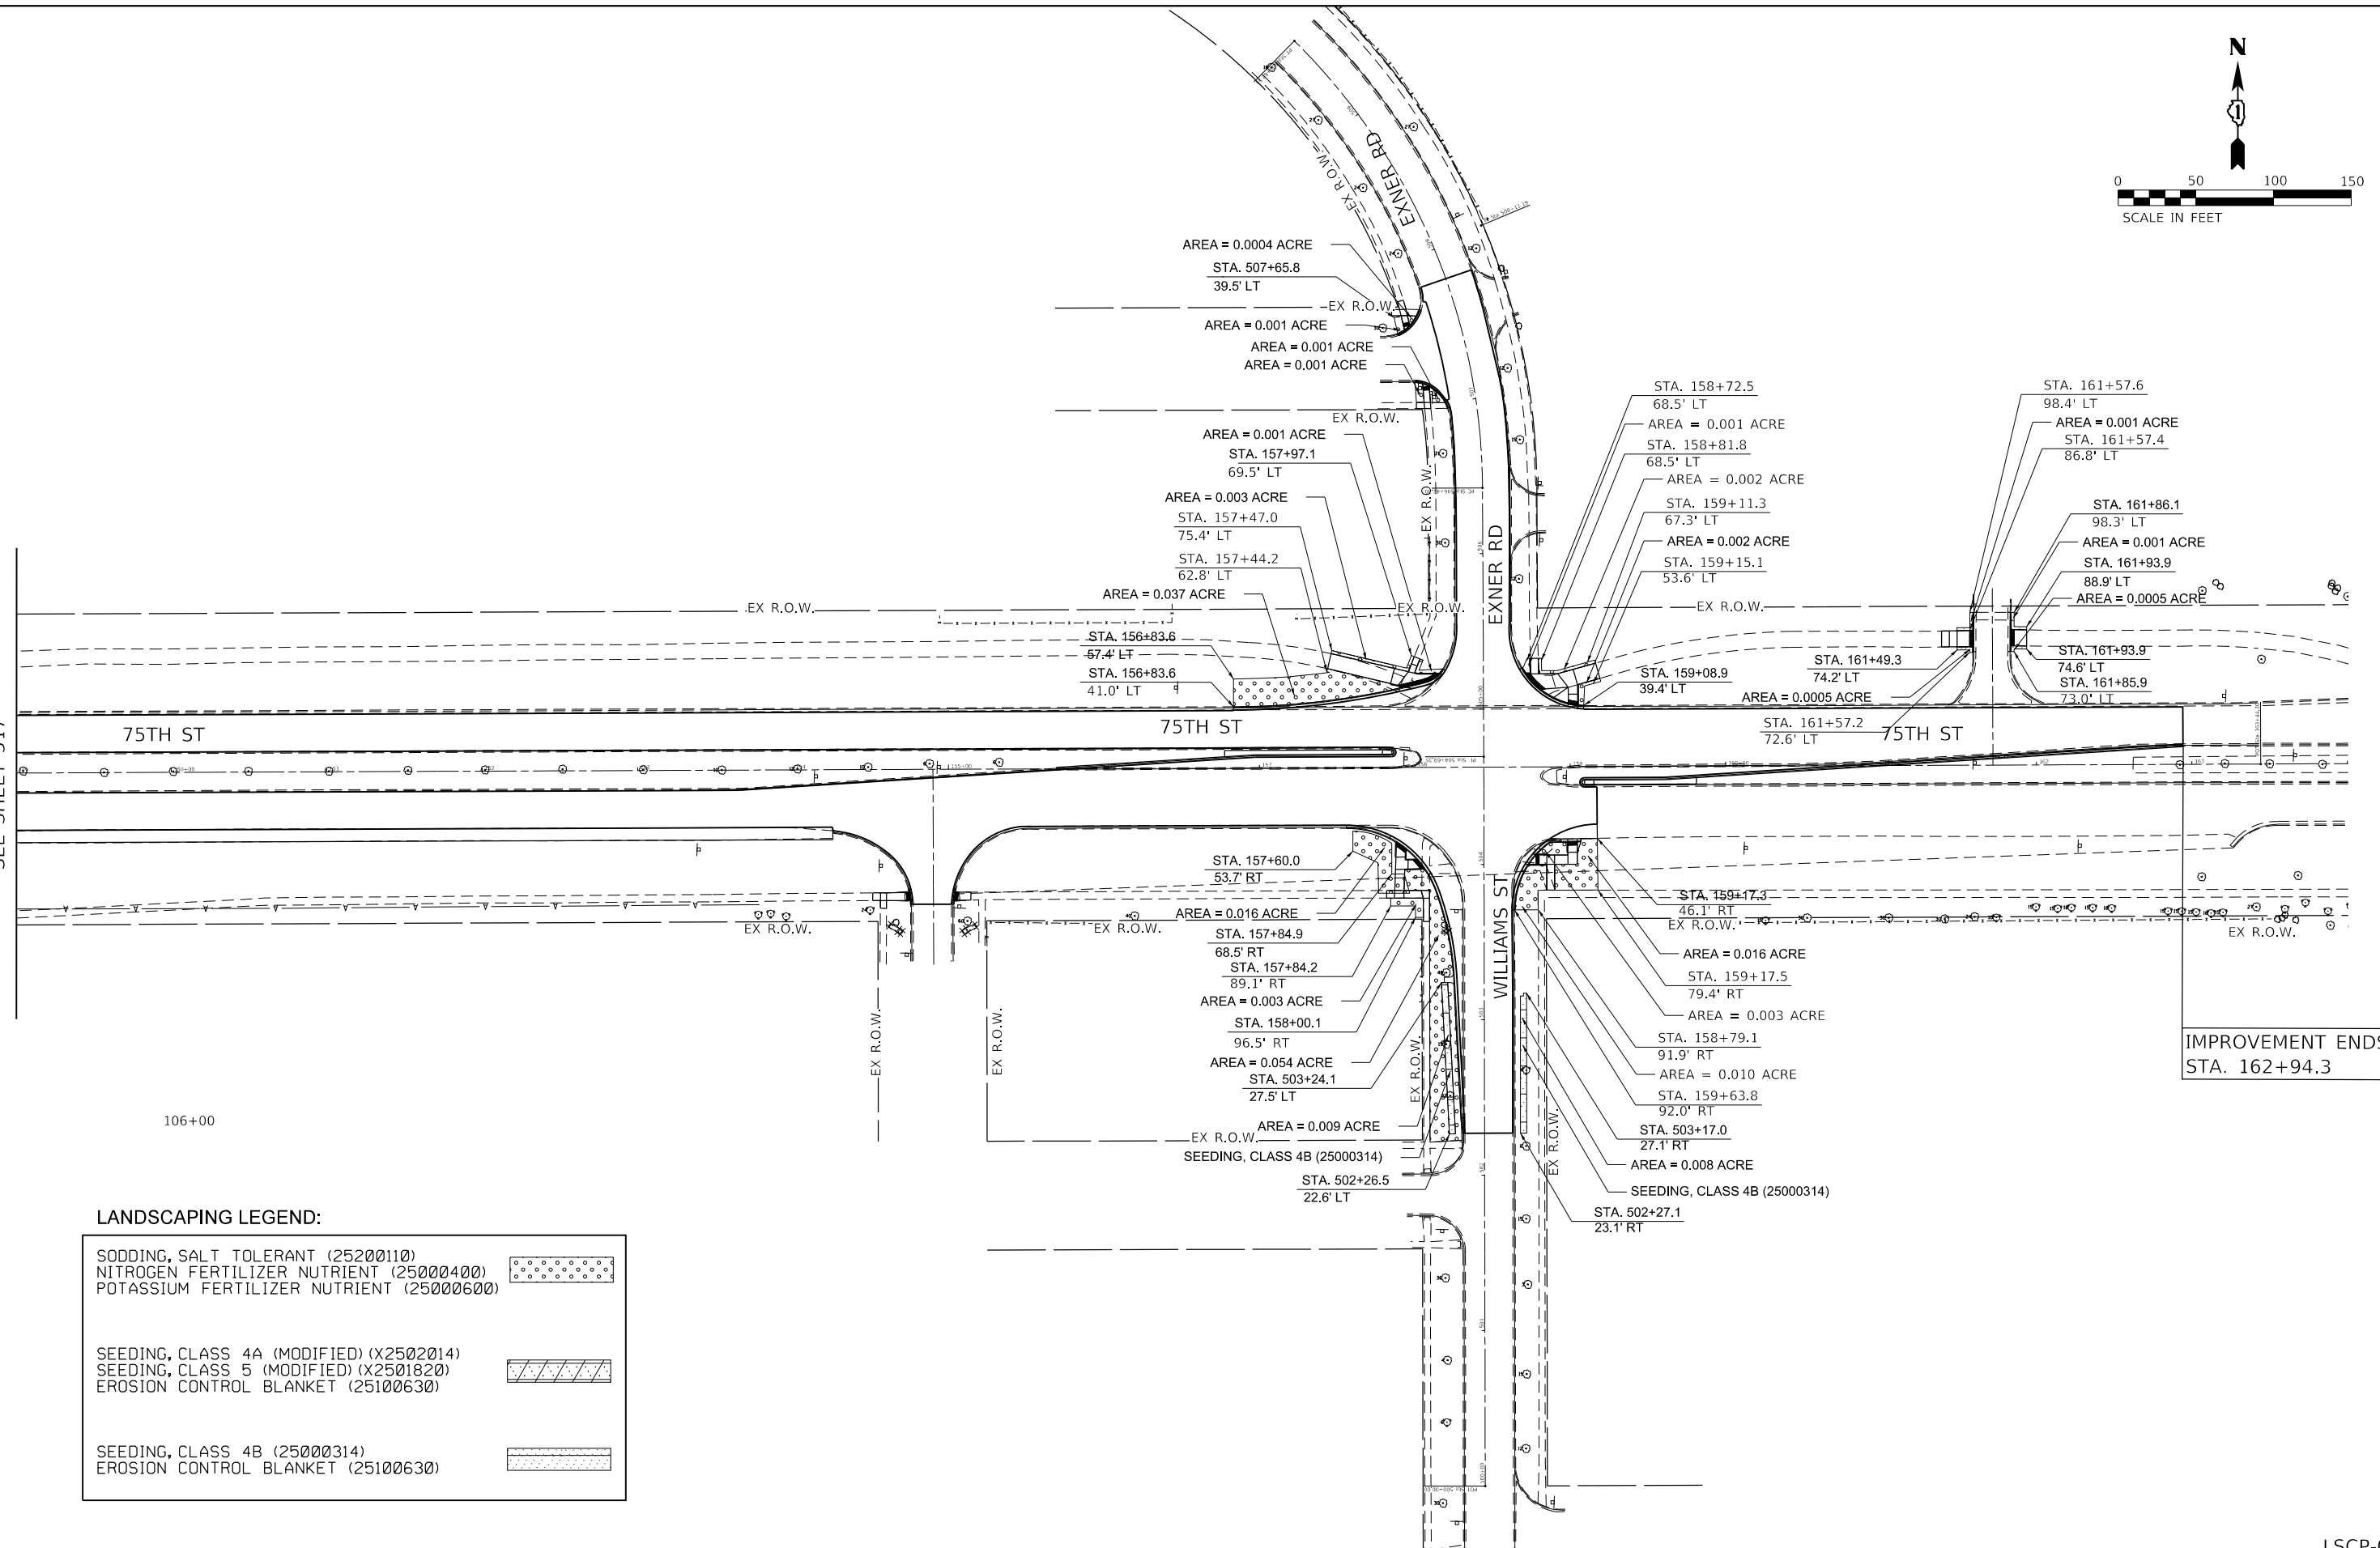 N
0 50 100 150
SCALE IN FEET
EXNER RD
EX R.O.W.
EX R.O.W.
AREA = 0.0004 ACRE
STA. 507+65.8
39.5' LT
EX R.O.W.
AREA = 0.001 ACRE
AREA = 0.001 ACRE
AREA = 0.001 ACRE
EX R.O.W.
AREA = 0.001 ACRE
STA. 157+97.1
69.5' LT
AREA = 0.003 ACRE
STA. 157+47.0
75.4' LT
STA. 157+44.2
62.8' LT
AREA = 0.037 ACRE
STA. 156+83.6
57.4' LT
STA. 156+83.6
41.0' LT
EX R.O.W.
EX R.O.W.
EX R.O.W.
EXNER RD
STA. 158+72.5
68.5' LT
AREA = 0.001 ACRE
STA. 158+81.8
68.5' LT
AREA = 0.002 ACRE
STA. 159+11.3
67.3' LT
AREA = 0.002 ACRE
STA. 159+15.1
53.6' LT
EX R.O.W.
STA. 159+08.9
39.4' LT
STA. 161+57.6
98.4' LT
AREA = 0.001 ACRE
STA. 161+57.4
86.8' LT
STA. 161+86.1
98.3' LT
AREA = 0.001 ACRE
STA. 161+93.9
88.9' LT
AREA = 0.0005 ACRE
STA. 161+49.3
74.2' LT
AREA = 0.0005 ACRE
STA. 161+57.2
72.6' LT
STA. 161+93.9
74.6' LT
STA. 161+85.9
73.0' LT
75TH ST
75TH ST
75TH ST
STA. 157+60.0
53.7' RT
AREA = 0.016 ACRE
STA. 157+84.9
68.5' RT
STA. 157+84.2
89.1' RT
AREA = 0.003 ACRE
STA. 158+00.1
96.5' RT
AREA = 0.054 ACRE
STA. 503+24.1
27.5' LT
AREA = 0.009 ACRE
SEEDING, CLASS 4B (25000314)
STA. 502+26.5
22.6' LT
EX R.O.W.
EX R.O.W.
EX R.O.W.
EX R.O.W.
EX R.O.W.
EX R.O.W.
WILLIAMS ST
STA. 159+17.3
46.1' RT
EX R.O.W.
AREA = 0.016 ACRE
STA. 159+17.5
79.4' RT
AREA = 0.003 ACRE
STA. 158+79.1
91.9' RT
AREA = 0.010 ACRE
STA. 159+63.8
92.0' RT
STA. 503+17.0
27.1' RT
AREA = 0.008 ACRE
SEEDING, CLASS 4B (25000314)
STA. 502+27.1
23.1' RT
EX R.O.W.
EX R.O.W.
IMPROVEMENT ENDS
STA. 162+94.3
106+00
LANDSCAPING LEGEND:
SODDING, SALT TOLERANT (25200110)
NITROGEN FERTILIZER NUTRIENT (25000400)
POTASSIUM FERTILIZER NUTRIENT (25000600)
SEEDING, CLASS 4A (MODIFIED) (X2502014)
SEEDING, CLASS 5 (MODIFIED) (X2501820)
EROSION CONTROL BLANKET (25100630)
SEEDING, CLASS 4B (25000314)
EROSION CONTROL BLANKET (25100630)